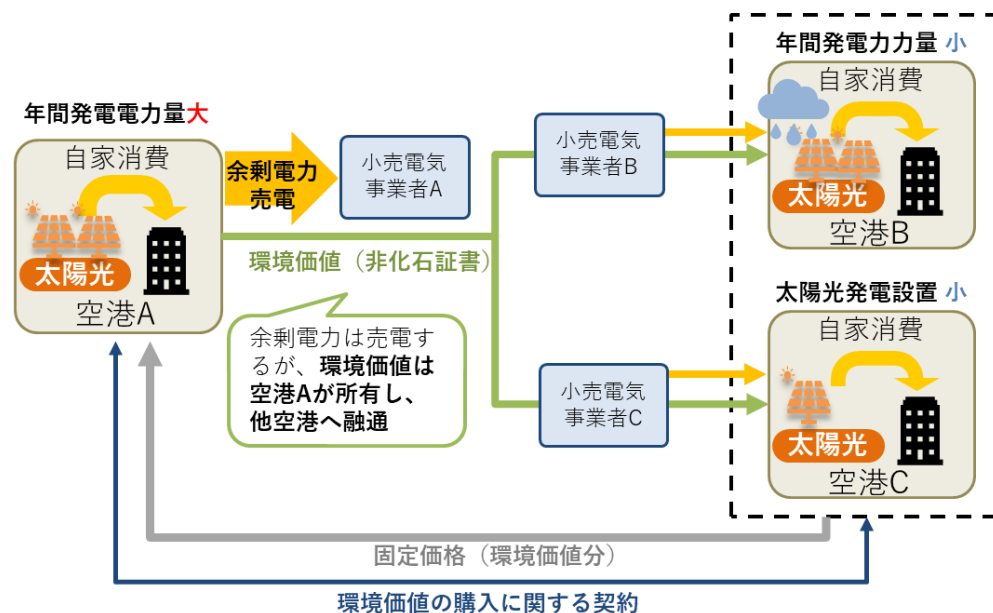 年間発電電力量大
自家消費
太陽光
空港A
余剰電力
売電
小売電気
事業者A
環境価値（非化石証書）
余剰電力は売電す
るが、環境価値は
空港Aが所有し、
他空港へ融通
小売電気
事業者B
小売電気
事業者C
年間発電力力量 小
自家消費
太陽光
空港B
太陽光発電設置 小
自家消費
太陽光
空港C
固定価格（環境価値分）
環境価値の購入に関する契約